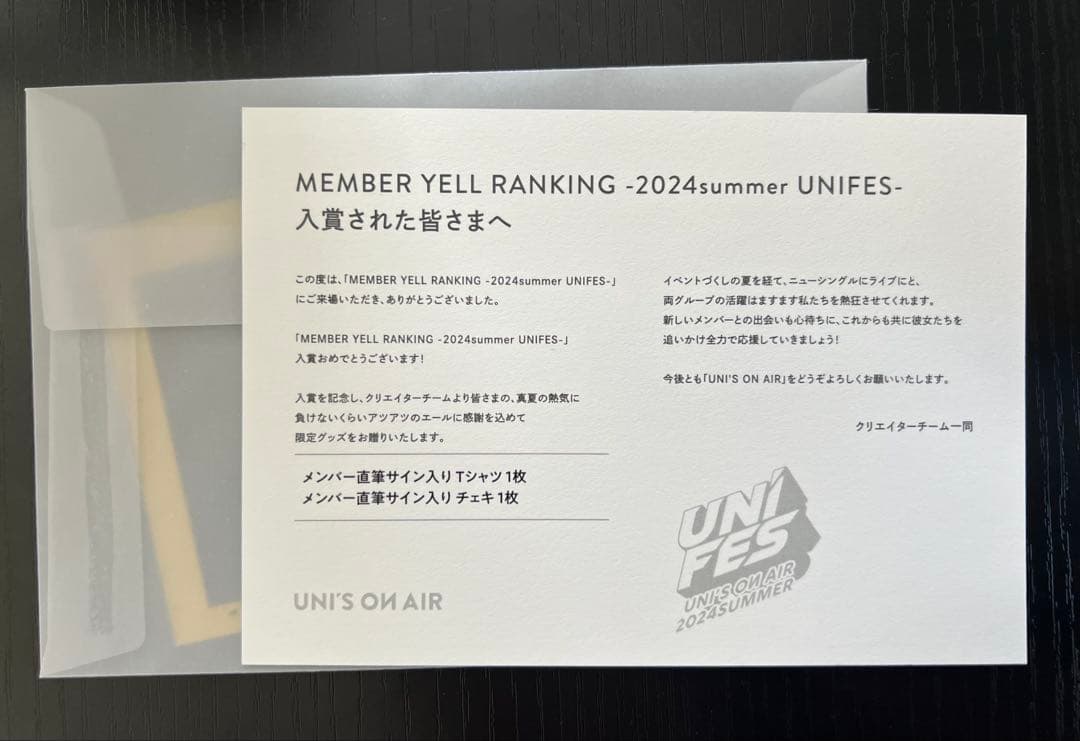 MEMBER YELL RANKING -2024summer UNIFES-
入賞された皆さまへ
この度は、「MEMBER YELL RANKING -2024summer UNIFES-」
にご来場いただき、ありがとうございました。
「MEMBER YELL RANKING -2024summer UNIFES-」
入賞おめでとうございます！
入賞を記念し、クリエイターチームより皆さまの、真夏の熱気に
負けないくらいアツアツのエールに感謝を込めて
限定グッズをお贈りいたします。
メンバー直筆サイン入り Tシャツ 1枚
メンバー直筆サイン入り チェキ 1枚
UNI'S ON AIR
イベントづくしの夏を経て、ニューシングルにライブにと、
両グループの活躍はますます私たちを熱狂させてくれます。
新しいメンバーとの出会いも心待ちに、これからも共に彼女たちを
追いかけ全力で応援していきましょう！
今後とも「UNI'S ON AIR」をどうぞよろしくお願いいたします。
クリエイターチーム一同
UNI'
FES
UNI'S ON AIR
2024SUMMER